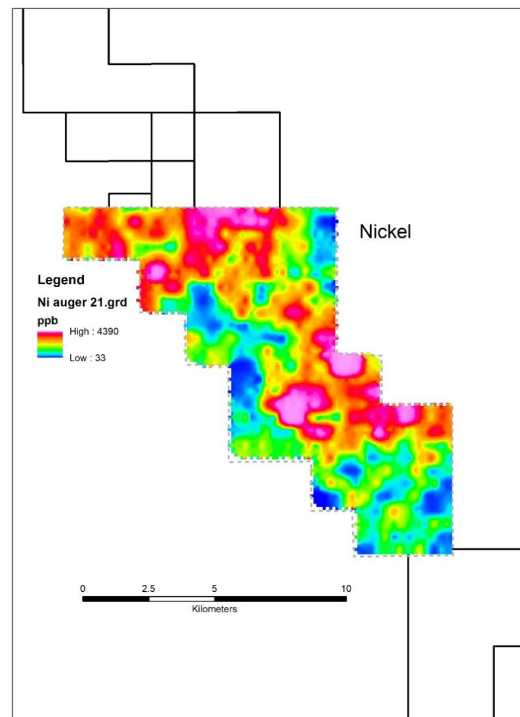 Nickel
Legend
Ni auger 21.grd
ppb
High : 4390
Low : 33
0 2.5 5 10
Kilometers